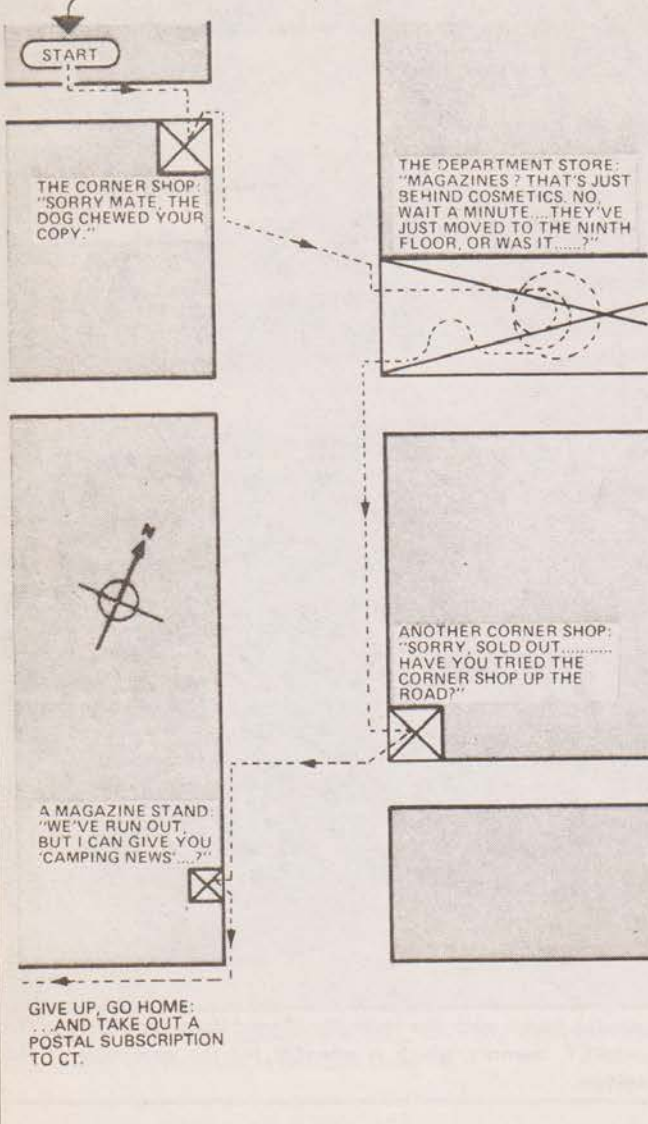 START
THE CORNER SHOP:
"SORRY MATE, THE
DOG CHEWED YOUR
COPY."
THE DEPARTMENT STORE:
"MAGAZINES? THAT'S JUST
BEHIND COSMETICS. NO,
WAIT A MINUTE....THEY'VE
JUST MOVED TO THE NINTH
FLOOR, OR WAS IT......?"
N
ANOTHER CORNER SHOP:
"SORRY, SOLD OUT...........
HAVE YOU TRIED THE
CORNER SHOP UP THE
ROAD?"
A MAGAZINE STAND:
"WE'VE RUN OUT,
BUT I CAN GIVE YOU
'CAMPING NEWS'....?"
GIVE UP, GO HOME:
...AND TAKE OUT A
POSTAL SUBSCRIPTION
TO CT.